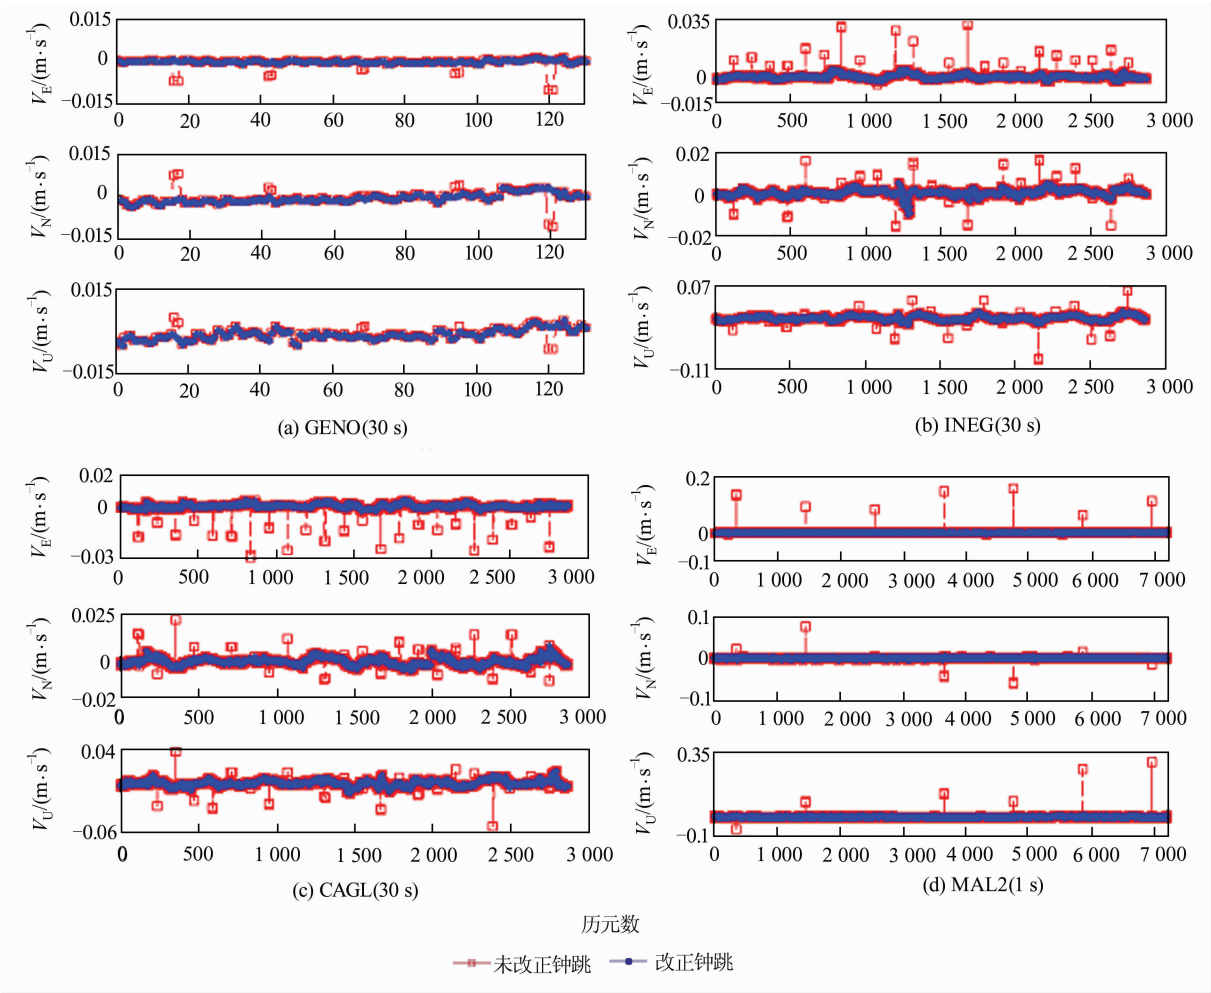 0.015
V_E/(m·s⁻¹)
0
−0.015
0 20 40 60 80 100 120
0.015
V_N/(m·s⁻¹)
0
−0.015
0 20 40 60 80 100 120
0.015
V_U/(m·s⁻¹)
−0.015
0 20 40 60 80 100 120
(a) GENO(30 s)
0.035
V_E/(m·s⁻¹)
0
−0.015
0 500 1 000 1 500 2 000 2 500 3 000
0.02
V_N/(m·s⁻¹)
0
−0.02
0 500 1 000 1 500 2 000 2 500 3 000
0.07
V_U/(m·s⁻¹)
−0.11
0 500 1 000 1 500 2 000 2 500 3 000
(b) INEG(30 s)
0.02
V_E/(m·s⁻¹)
0
−0.03
0 500 1 000 1 500 2 000 2 500 3 000
0.025
V_N/(m·s⁻¹)
0
−0.02
0 500 1 000 1 500 2 000 2 500 3 000
0.04
V_U/(m·s⁻¹)
−0.06
0 500 1 000 1 500 2 000 2 500 3 000
(c) CAGL(30 s)
0.2
V_E/(m·s⁻¹)
0
−0.1
0 1 000 2 000 3 000 4 000 5 000 6 000 7 000
0.1
V_N/(m·s⁻¹)
0
−0.1
0 1 000 2 000 3 000 4 000 5 000 6 000 7 000
0.35
V_U/(m·s⁻¹)
−0.1
0 1 000 2 000 3 000 4 000 5 000 6 000 7 000
(d) MAL2(1 s)
历元数
未改正钟跳 改正钟跳